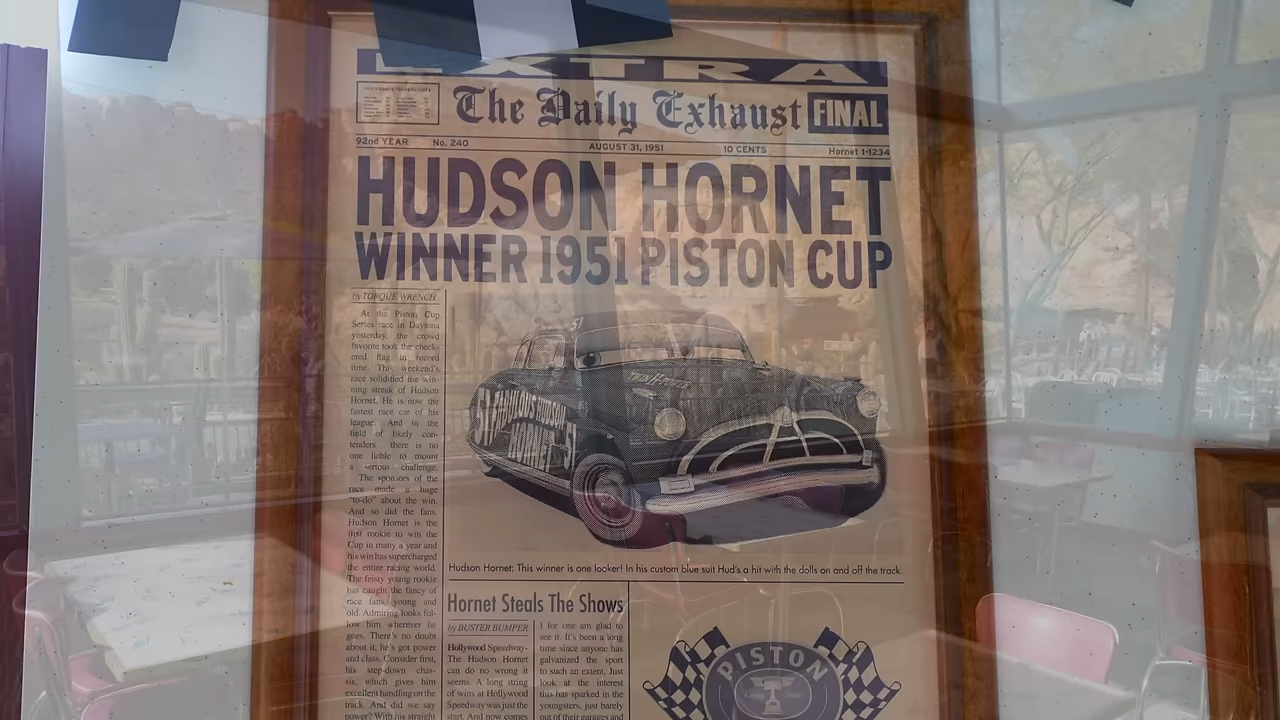 EXTRA
The Daily Exhaust
FINAL
92nd YEAR No. 240 AUGUST 31, 1951 10 CENTS Hornet 1-1234
HUDSON HORNET
WINNER 1951 PISTON CUP
by TORQUE WRENCH
At the Piston Cup
Series race in Daytona
yesterday, the crowd
favorite took the check-
ered flag in record
time. This weekend's
race solidified the win-
ning streak of Hudson
Hornet. He is now the
fastest race car of his
league. And in the
field of likely con-
tenders there is no
one liable to mount
a serious challenge.
The sponsors of the
race made a huge
"to-do" about the win.
And so did the fans.
Hudson Hornet is the
first rookie to win the
Cup in many a year and
his win has supercharged
the entire racing world.
The feisty young rookie
has caught the fancy of
race fans, young and
old. Admiring looks fol-
low him wherever he
goes. There's no doubt
about it, he's got power
and class. Consider first,
his step-down chas-
sis, which gives him
excellent handling on the
track. And did we say
power? With his straight
51
TWIN H-POWER
51 FABULOUS HUDSON
HORNET 51
Hudson Hornet: This winner is one looker! In his custom blue suit Hud's a hit with the dolls on and off the track.
Hornet Steals The Shows
by BUSTER BUMPER
Hollywood Speedway-
The Hudson Hornet
can do no wrong it
seems. A long string
of wins at Hollywood
Speedway was just the
start. And now comes
I for one am glad to
see it. It's been a long
time since anyone has
galvanized the sport
to such an extent. Just
look at the interest
this has sparked in the
youngsters, just barely
out of their garages and
PISTON